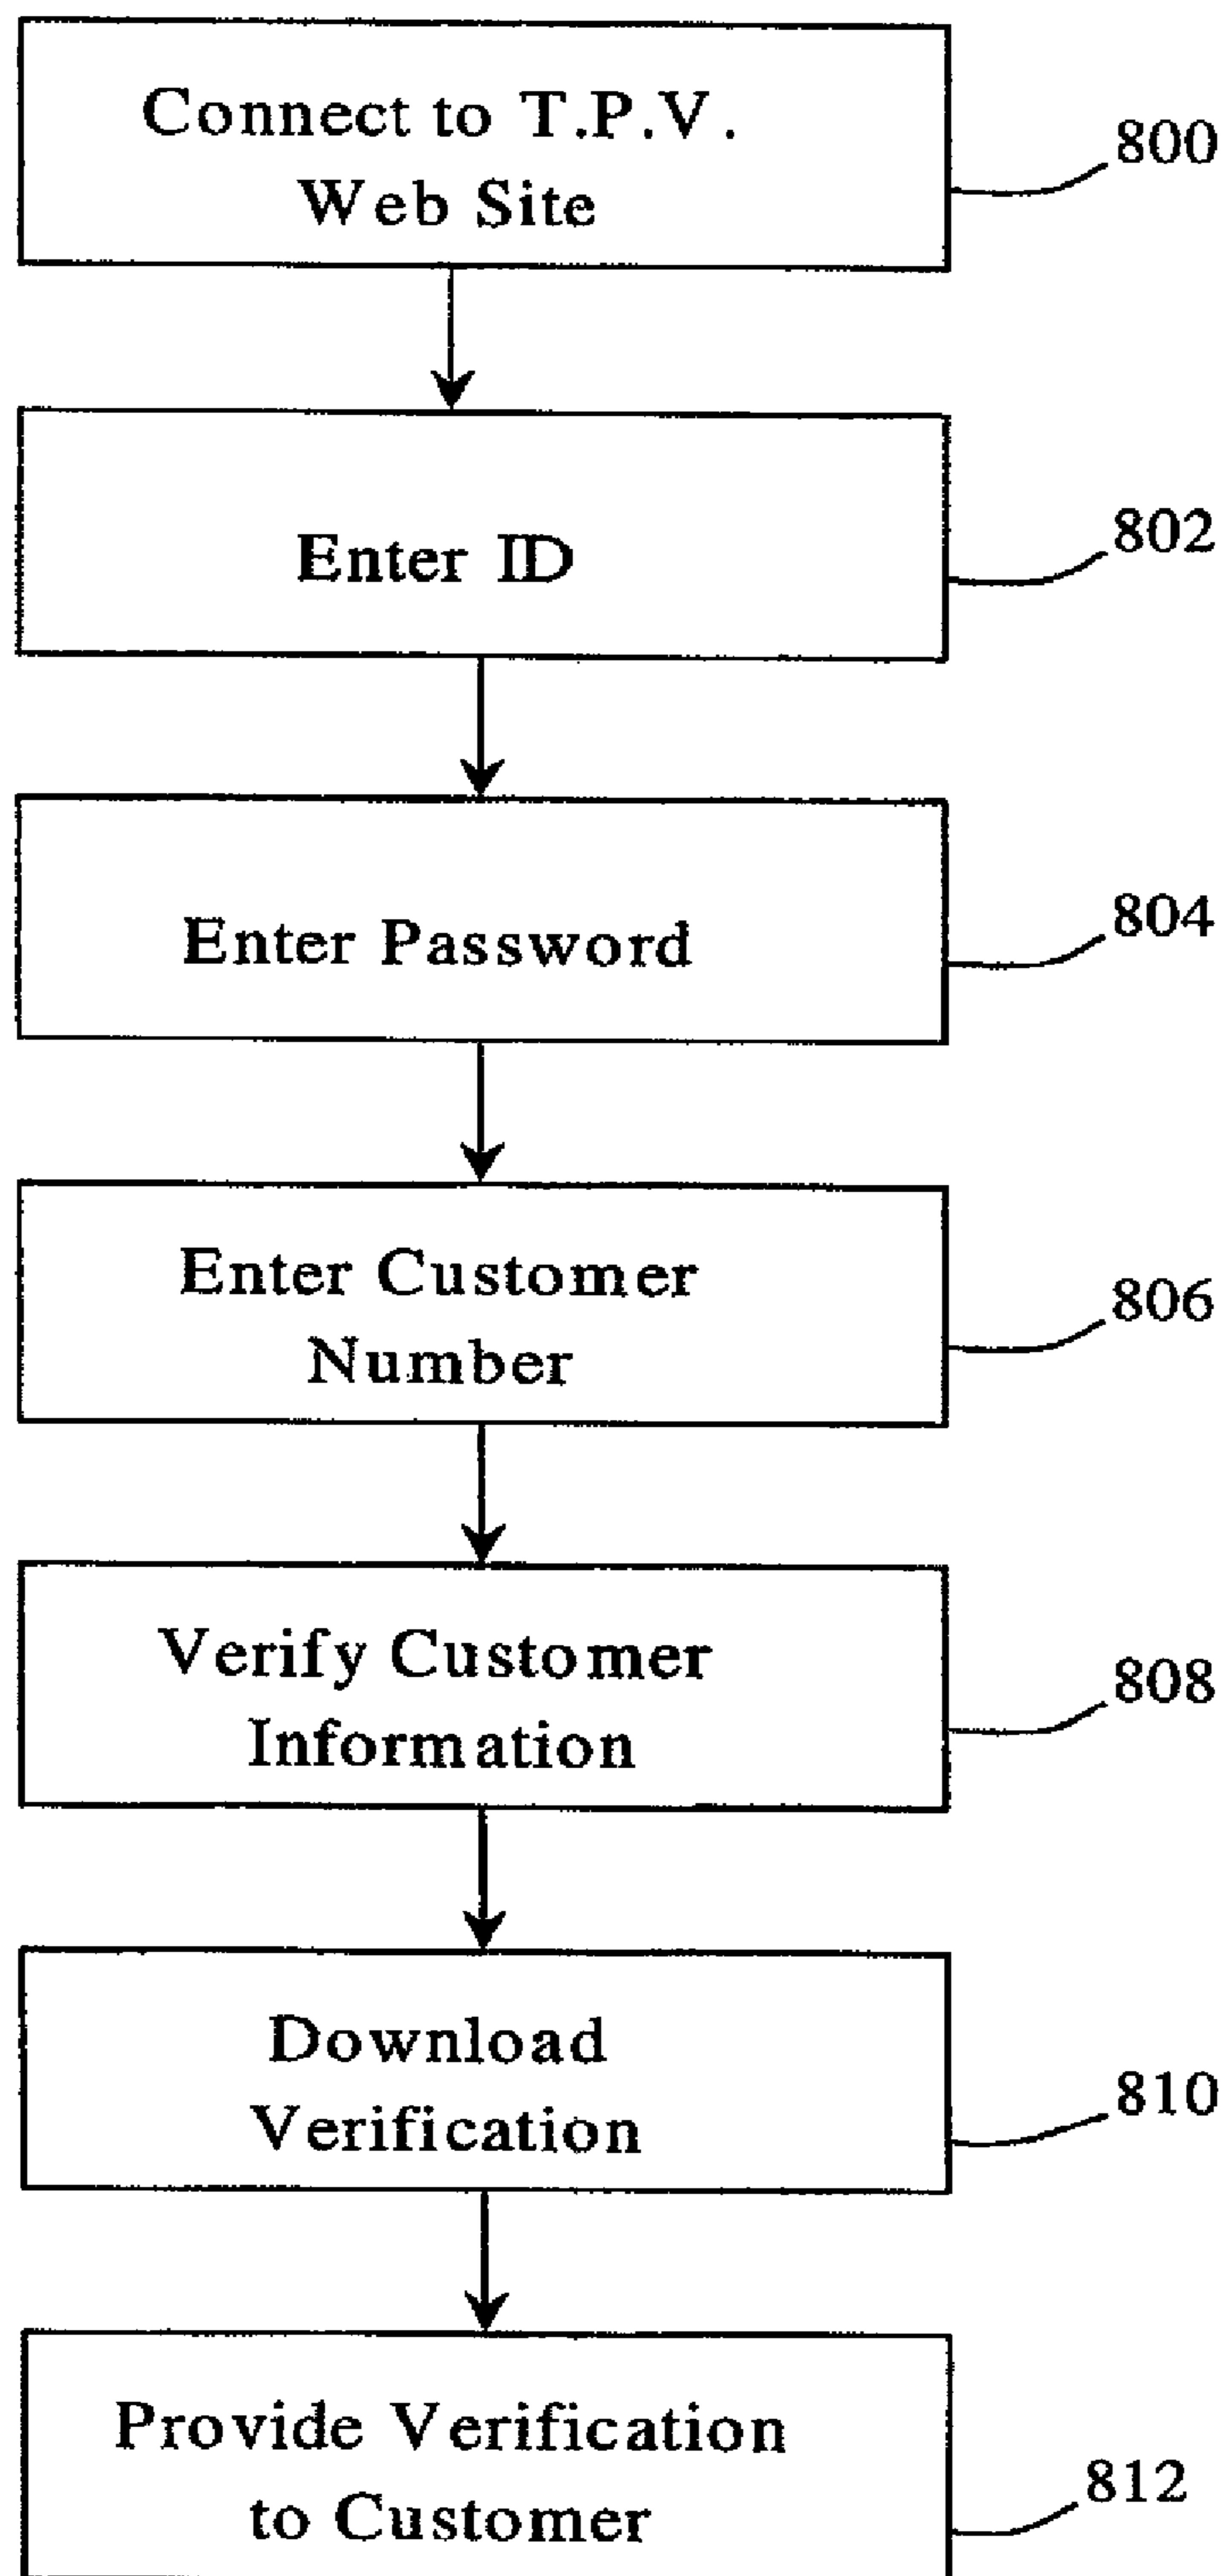 Connect to T.P.V.
Web Site
800
Enter ID
802
Enter Password
804
Enter Customer
Number
806
Verify Customer
Information
808
Download
Verification
810
Provide Verification
to Customer
812